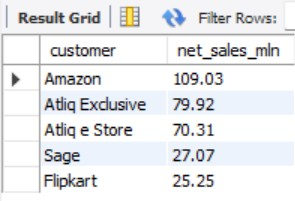 Result Grid Filter Rows:
customer net_sales_mln
Amazon 109.03
Atliq Exclusive 79.92
Atliq e Store 70.31
Sage 27.07
Flipkart 25.25